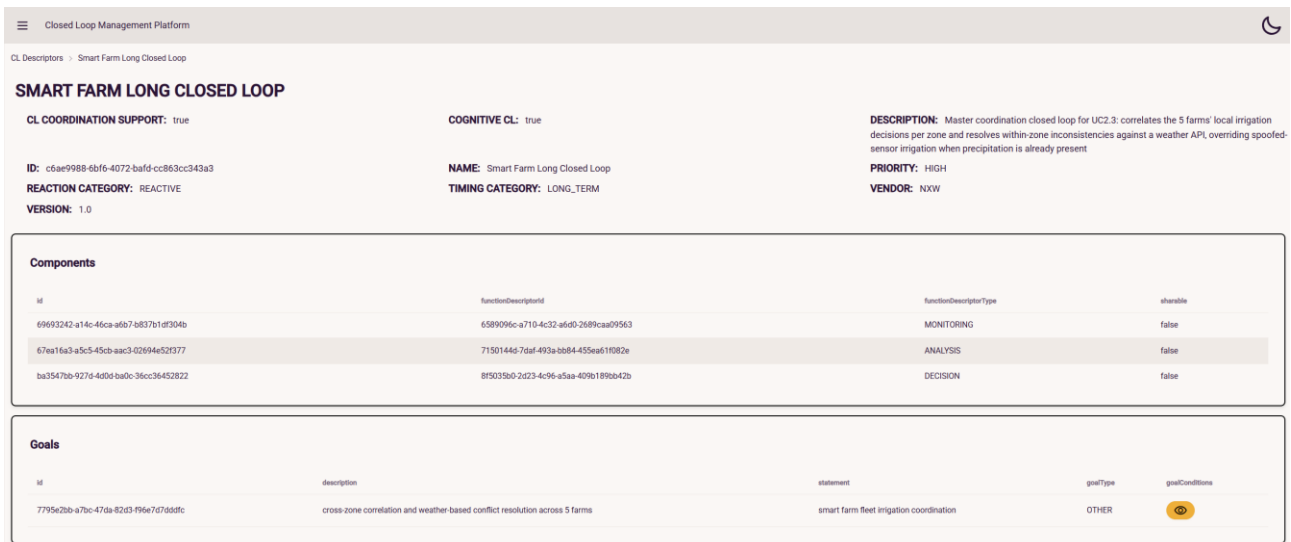 Closed Loop Management Platform
CL Descriptors > Smart Farm Long Closed Loop
SMART FARM LONG CLOSED LOOP
CL COORDINATION SUPPORT: true
COGNITIVE CL: true
DESCRIPTION: Master coordination closed loop for UC2.3: correlates the 5 farms' local irrigation
decisions per zone and resolves within-zone inconsistencies against a weather API, overriding spoofed-
sensor irrigation when precipitation is already present
ID: c6ae9988-6bf6-4072-bafd-cc863cc343a3
NAME: Smart Farm Long Closed Loop
PRIORITY: HIGH
REACTION CATEGORY: REACTIVE
TIMING CATEGORY: LONG_TERM
VENDOR: NXW
VERSION: 1.0
Components
id functionDescriptorId functionDescriptorType sharable
69693242-a14c-46ca-a6b7-b837b1df304b 6589096c-a710-4c32-a6d0-2689caa09563 MONITORING false
67ea16a3-a5c5-45cb-aac3-02694e52f377 7150144d-7daf-493a-bb84-455ea61f082e ANALYSIS false
ba3547bb-927d-4d0d-ba0c-36cc36452822 8f5035b0-2d23-4c96-a5aa-409b189bb42b DECISION false
Goals
id description statement goalType goalConditions
7795e2bb-a7bc-47da-82d3-f96e7d7dddfc cross-zone correlation and weather-based conflict resolution across 5 farms smart farm fleet irrigation coordination OTHER